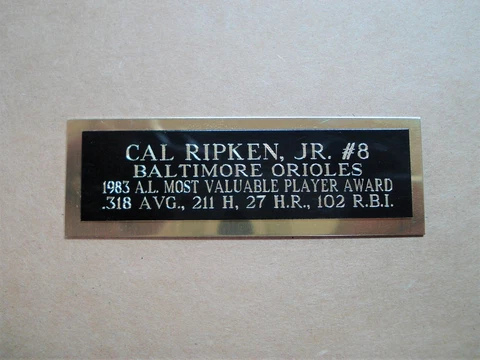 CAL RIPKEN, JR. #8
BALTIMORE ORIOLES
1983 A.L. MOST VALUABLE PLAYER AWARD
.318 AVG., 211 H, 27 H.R., 102 R.B.I.